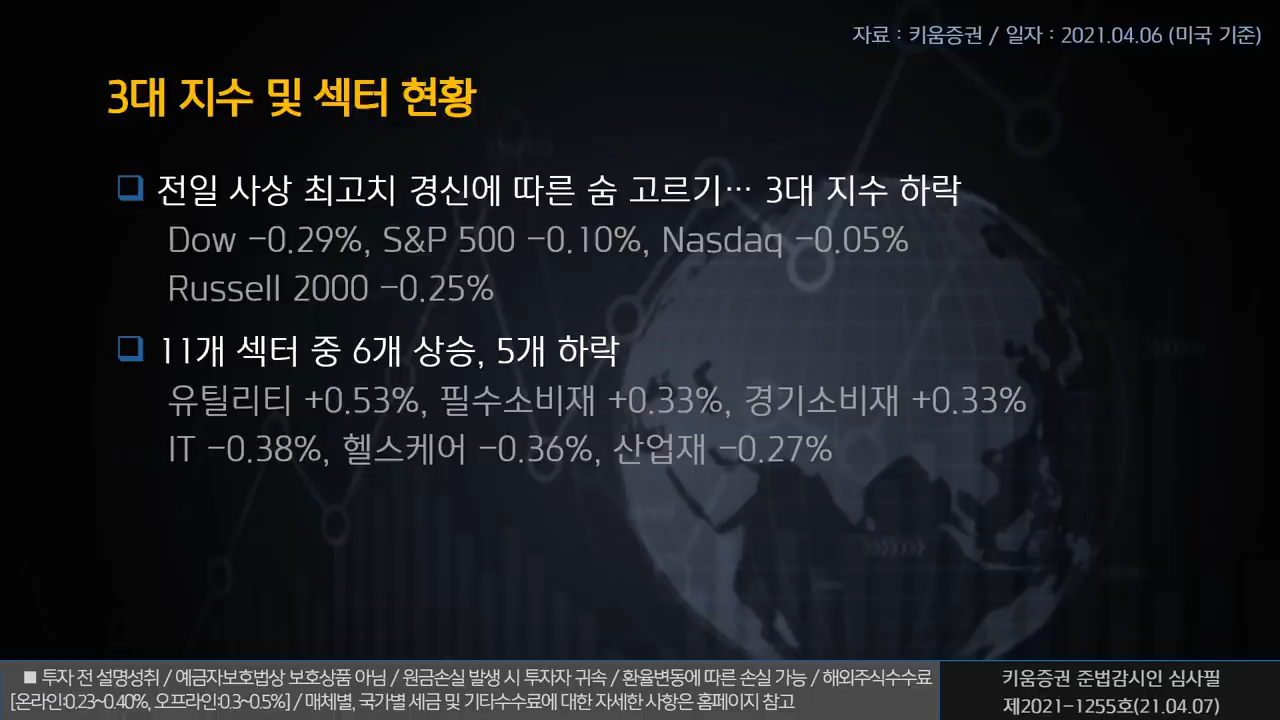 자료 : 키움증권 / 일자 : 2021.04.06 (미국 기준)
3대 지수 및 섹터 현황
❑ 전일 사상 최고치 경신에 따른 숨 고르기… 3대 지수 하락
Dow -0.29%, S&P 500 -0.10%, Nasdaq -0.05%
Russell 2000 -0.25%
❑ 11개 섹터 중 6개 상승, 5개 하락
유틸리티 +0.53%, 필수소비재 +0.33%, 경기소비재 +0.33%
IT -0.38%, 헬스케어 -0.36%, 산업재 -0.27%
■ 투자 전 설명성취 / 예금자보호법상 보호상품 아님 / 원금손실 발생 시 투자자 귀속 / 환율변동에 따른 손실 가능 / 해외주식수수료
[온라인:0.23~0.40%, 오프라인:0.3~0.5%] / 매체별, 국가별 세금 및 기타수수료에 대한 자세한 사항은 홈페이지 참고
키움증권 준법감시인 심사필
제2021-1255호(21.04.07)